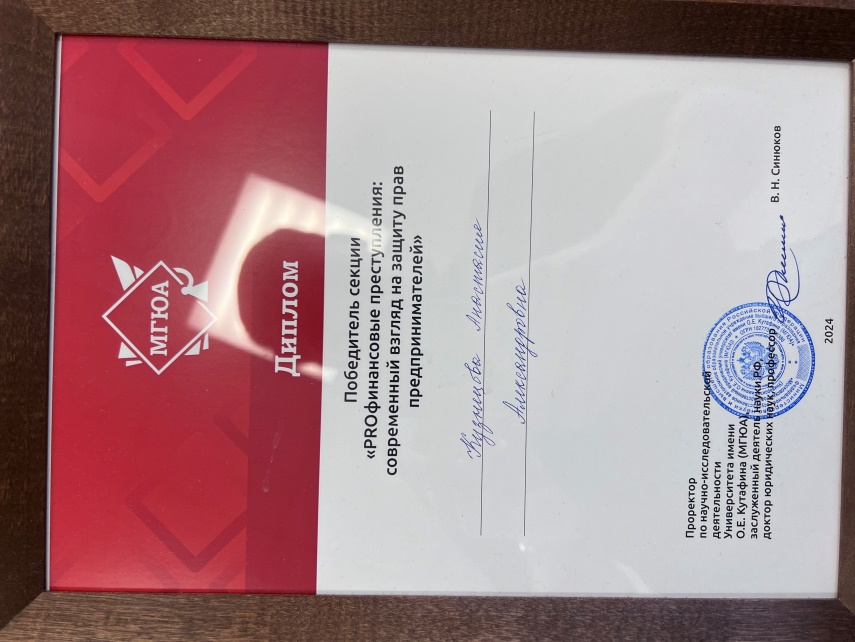 МГЮА
Диплом
Победитель секции
«PROфинансовые преступления:
современный взгляд на защиту прав
предпринимателей»
Кузнецова Анастасия
Александровна
Проректор
по научно-исследовательской
деятельности
Университета имени
О.Е. Кутафина (МГЮА),
заслуженный деятель науки РФ,
доктор юридических наук, профессор
В. Н. Синюков
2024